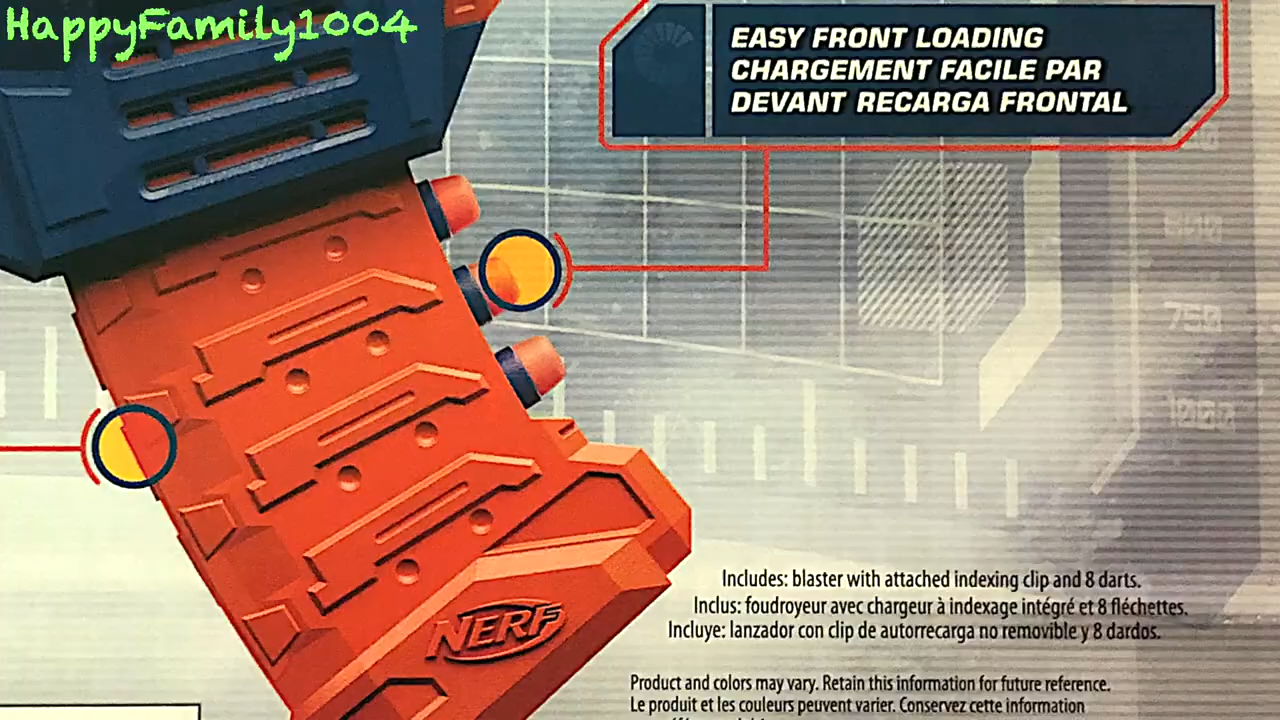 HappyFamily1004
EASY FRONT LOADING
CHARGEMENT FACILE PAR
DEVANT RECARGA FRONTAL
750
1000
NERF
Includes: blaster with attached indexing clip and 8 darts.
Inclus: foudroyeur avec chargeur à indexage intégré et 8 fléchettes.
Incluye: lanzador con clip de autorrecarga no removible y 8 dardos.
Product and colors may vary. Retain this information for future reference.
Le produit et les couleurs peuvent varier. Conservez cette information